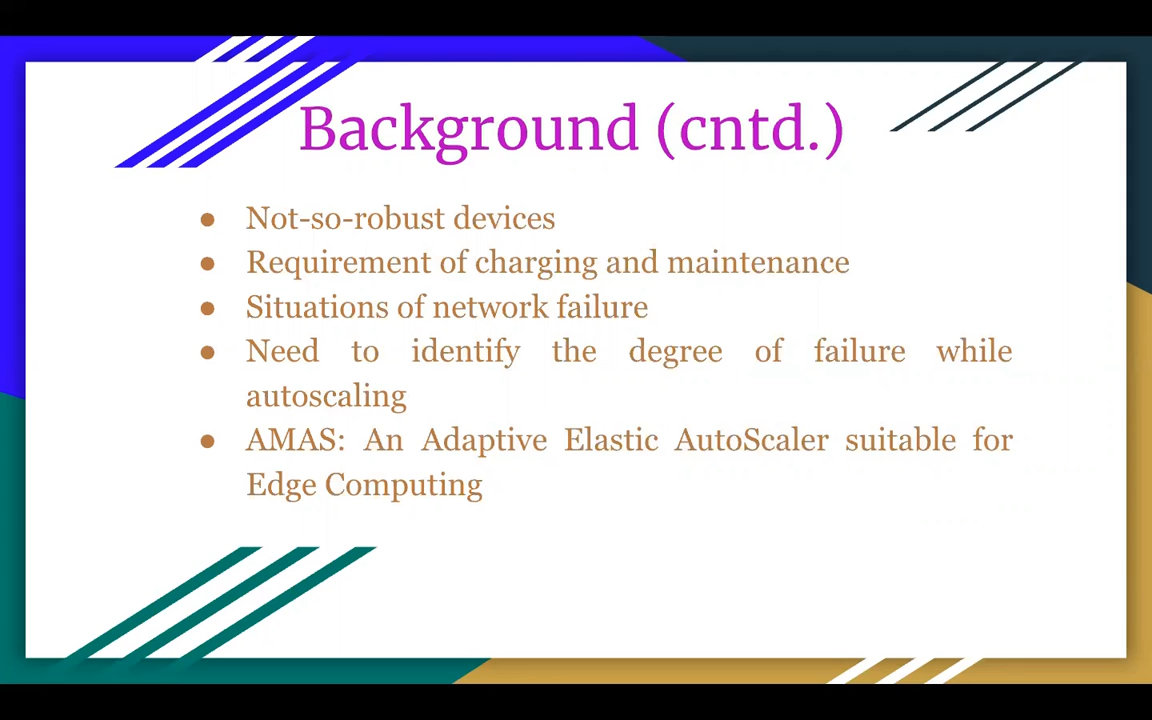 Background (cntd.)
● Not-so-robust devices
● Requirement of charging and maintenance
● Situations of network failure
● Need to identify the degree of failure while
autoscaling
● AMAS: An Adaptive Elastic AutoScaler suitable for
Edge Computing